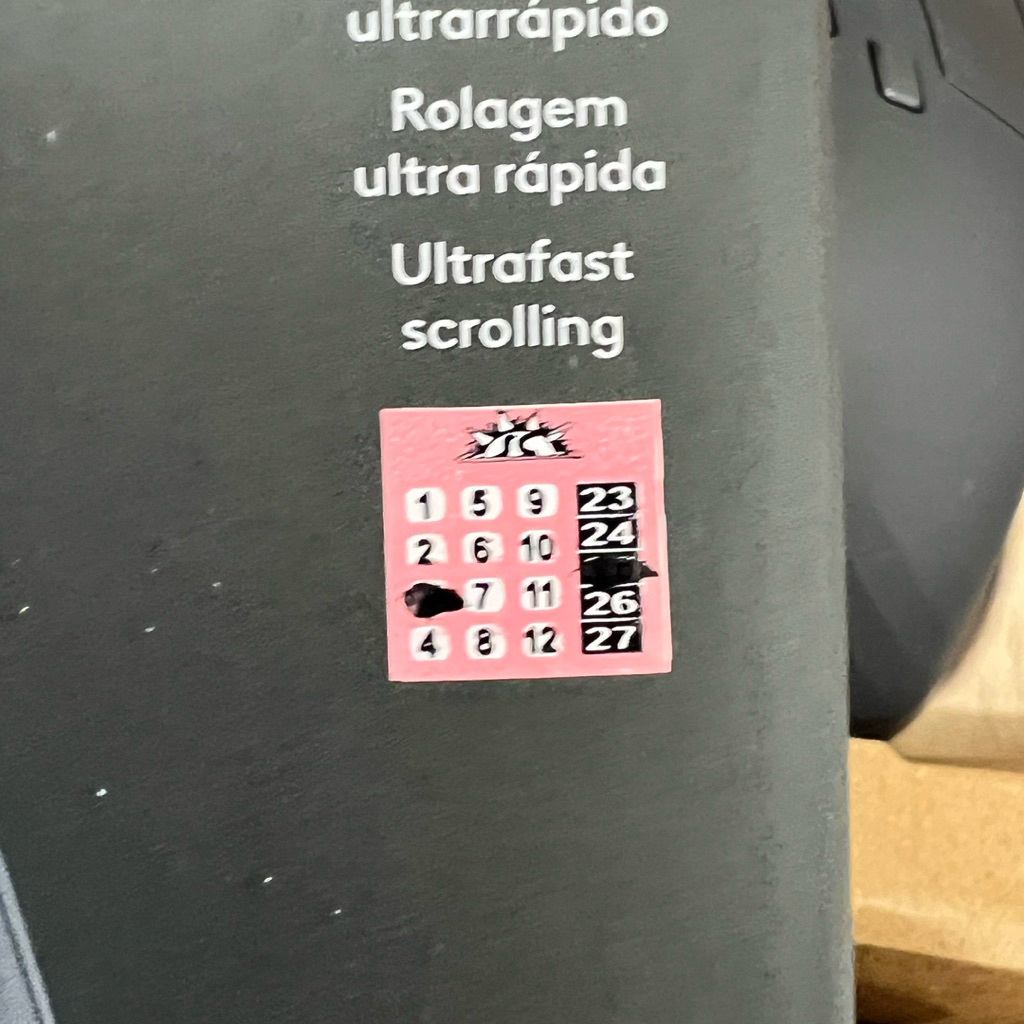 ultrarrápido
Rolagem
ultra rápida
Ultrafast
scrolling
1 5 9 23
2 6 10 24
7 11 26
4 8 12 27